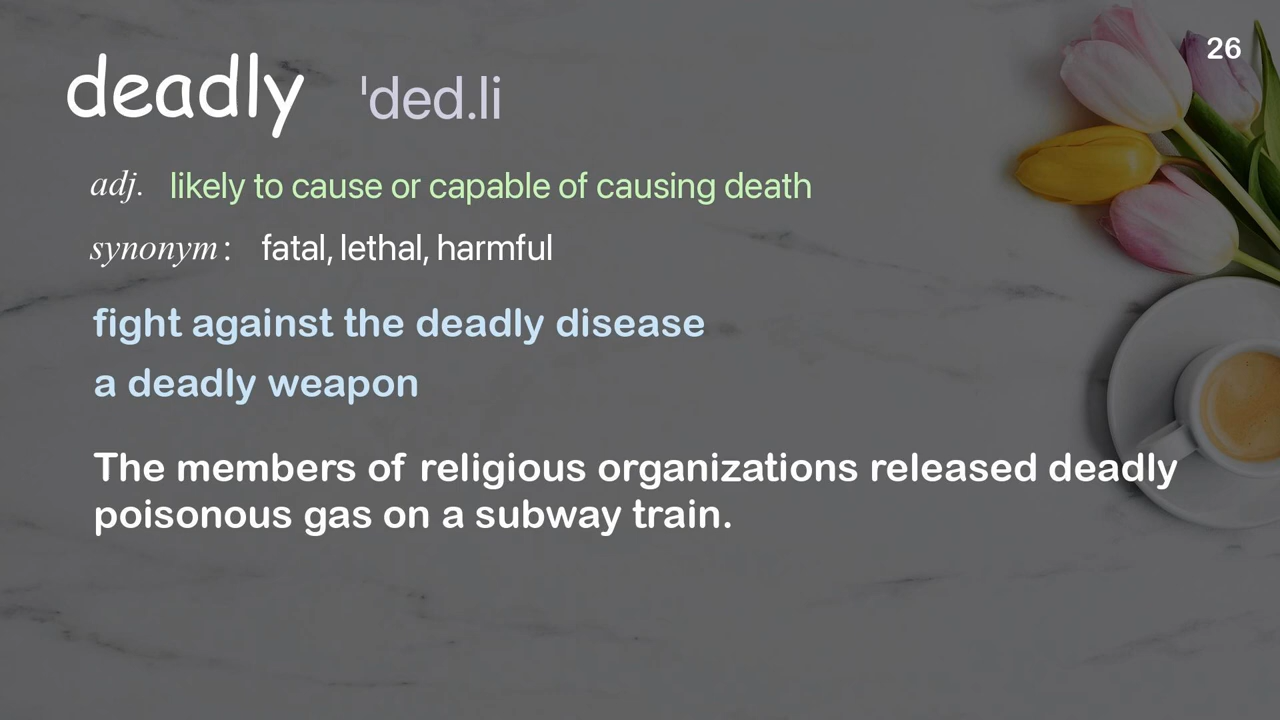 26
deadly ˈded.li
adj. likely to cause or capable of causing death
synonym: fatal, lethal, harmful
fight against the deadly disease
a deadly weapon
The members of religious organizations released deadly
poisonous gas on a subway train.